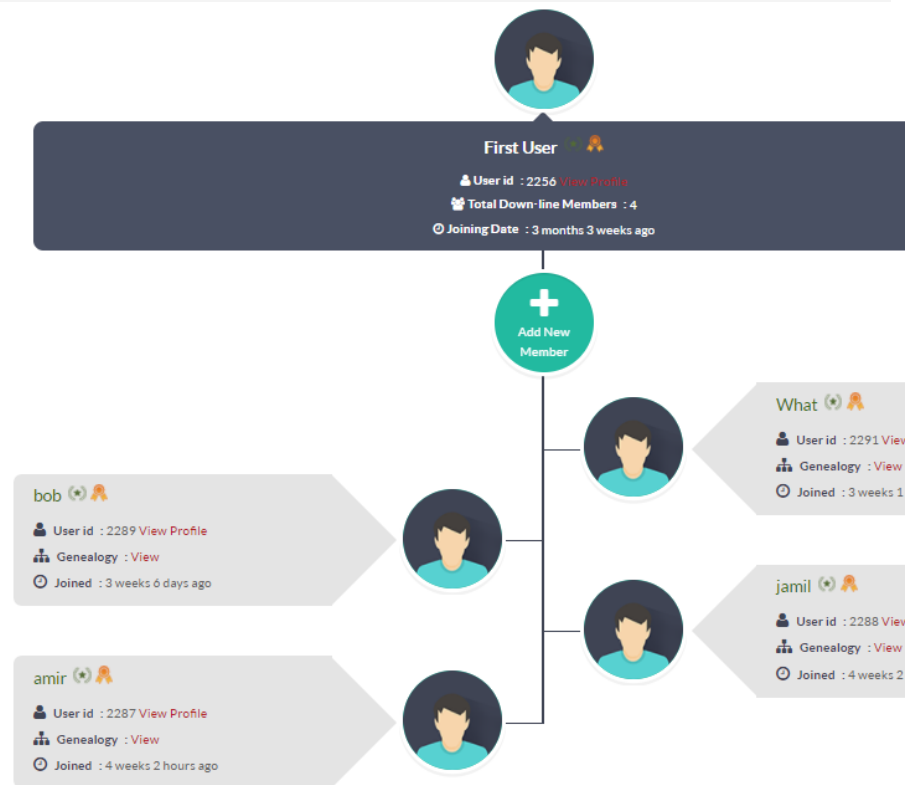 First User
User id : 2256 View Profile
Total Down-line Members : 4
Joining Date : 3 months 3 weeks ago
Add New
Member
What
User id : 2291 View
Genealogy : View
Joined : 3 weeks 1
bob
User id : 2289 View Profile
Genealogy : View
Joined : 3 weeks 6 days ago
jamil
User id : 2288 View
Genealogy : View
Joined : 4 weeks 2
amir
User id : 2287 View Profile
Genealogy : View
Joined : 4 weeks 2 hours ago